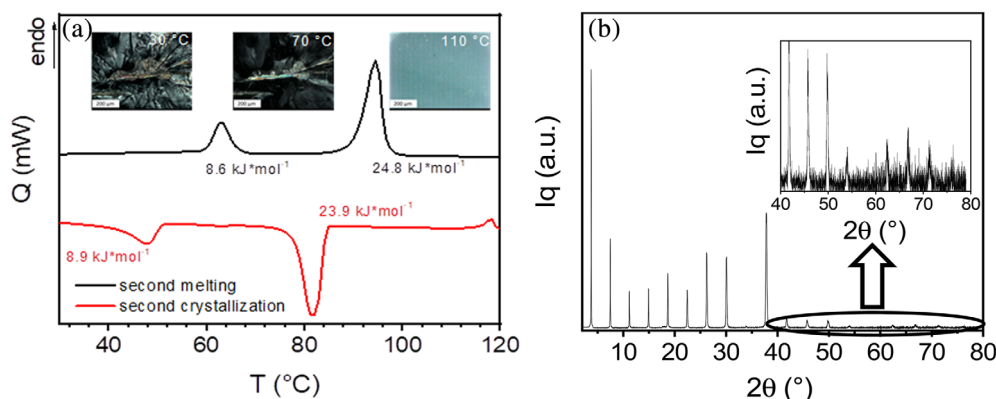 (a)
endo
30 °C
70 °C
110 °C
200 µm
200 µm
200 µm
Q (mW)
8.6 kJ*mol⁻¹
24.8 kJ*mol⁻¹
23.9 kJ*mol⁻¹
8.9 kJ*mol⁻¹
second melting
second crystallization
40 60 80 100 120
T (°C)
(b)
Iq (a.u.)
Iq (a.u.)
40 50 60 70 80
2θ (°)
10 20 30 40 50 60 70 80
2θ (°)